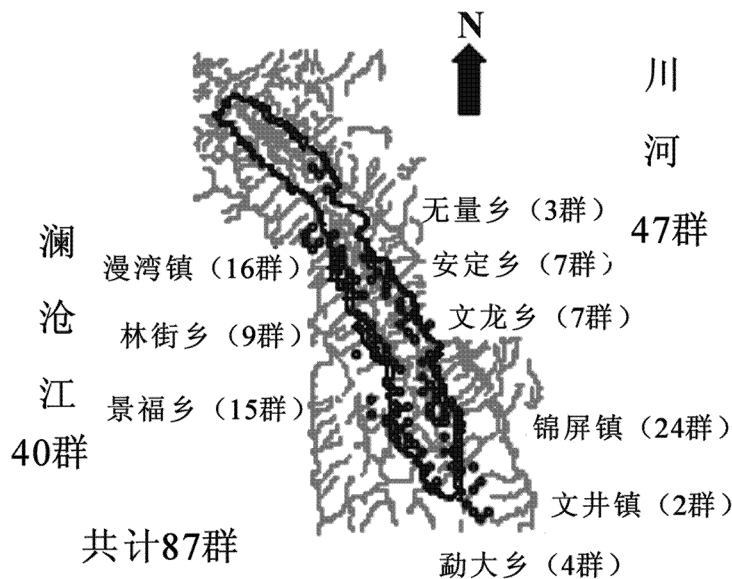 N
川河
47群
无量乡（3群）
安定乡（7群）
文龙乡（7群）
锦屏镇（24群）
文井镇（2群）
勐大乡（4群）
澜沧江
40群
漫湾镇（16群）
林街乡（9群）
景福乡（15群）
共计87群